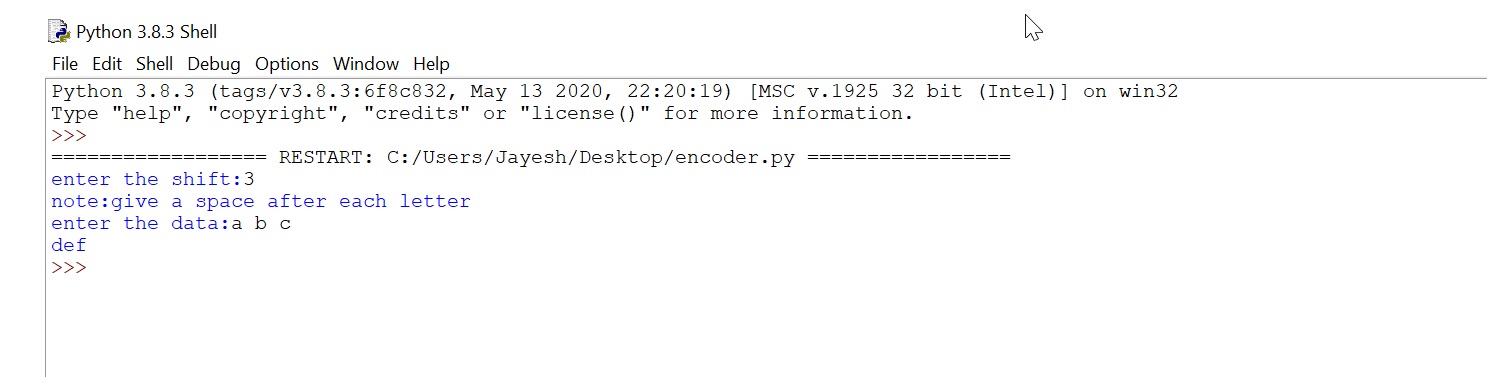 Python 3.8.3 Shell
File Edit Shell Debug Options Window Help
Python 3.8.3 (tags/v3.8.3:6f8c832, May 13 2020, 22:20:19) [MSC v.1925 32 bit (Intel)] on win32
Type "help", "copyright", "credits" or "license()" for more information.
>>>
================== RESTART: C:/Users/Jayesh/Desktop/encoder.py =================
enter the shift:3
note:give a space after each letter
enter the data:a b c
def
>>>